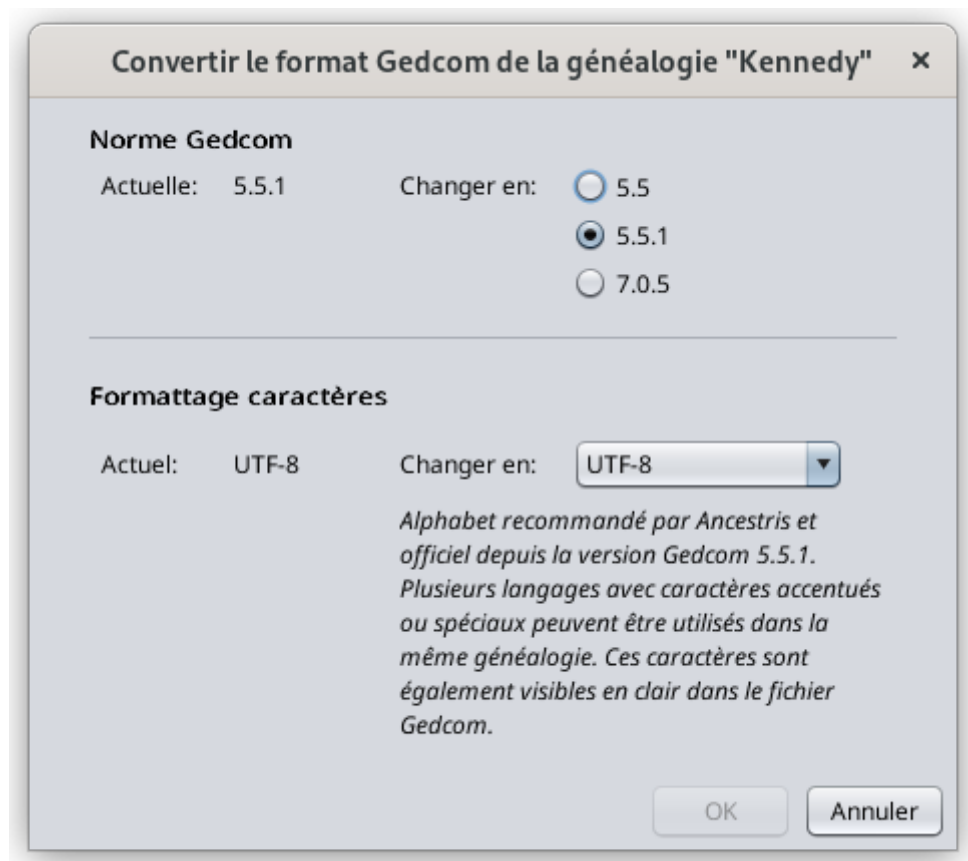 Convertir le format Gedcom de la généalogie "Kennedy"
Norme Gedcom
Actuelle: 5.5.1 Changer en: 5.5
5.5.1
7.0.5
Formattage caractères
Actuel: UTF-8 Changer en: UTF-8
Alphabet recommandé par Ancestris et
officiel depuis la version Gedcom 5.5.1.
Plusieurs langages avec caractères accentués
ou spéciaux peuvent être utilisés dans la
même généalogie. Ces caractères sont
également visibles en clair dans le fichier
Gedcom.
OK Annuler